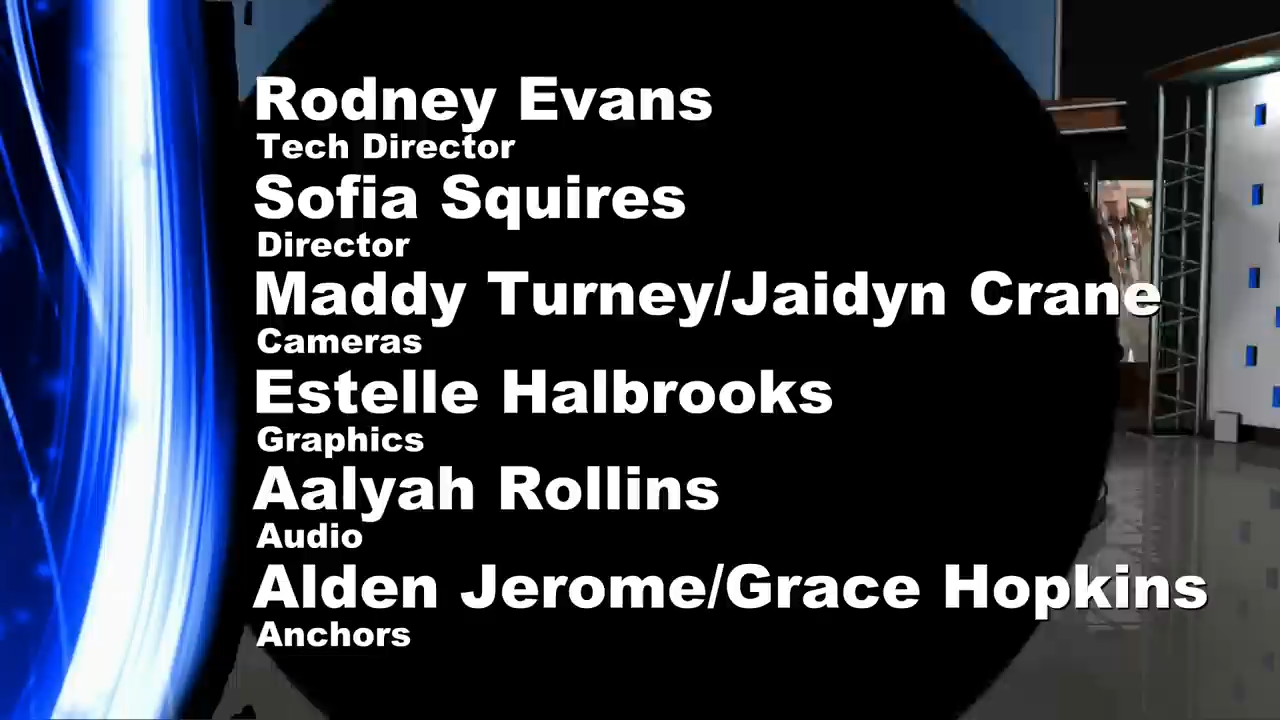 Rodney Evans
Tech Director
Sofia Squires
Director
Maddy Turney/Jaidyn Crane
Cameras
Estelle Halbrooks
Graphics
Aalyah Rollins
Audio
Alden Jerome/Grace Hopkins
Anchors